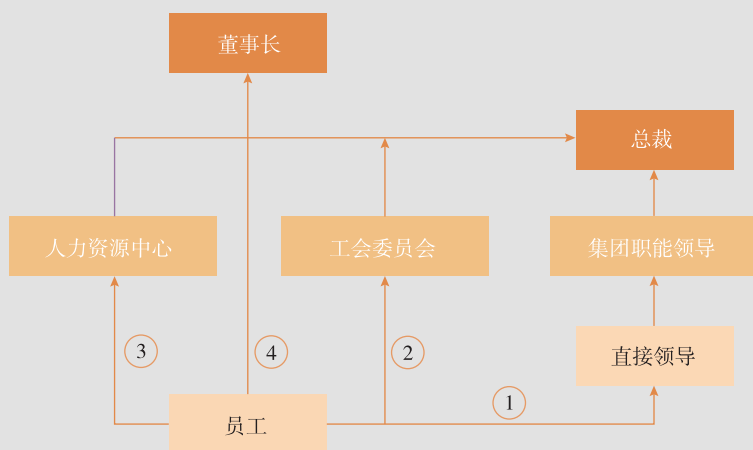 董事长
总裁
人力资源中心
工会委员会
集团职能领导
③
④
②
直接领导
①
员工